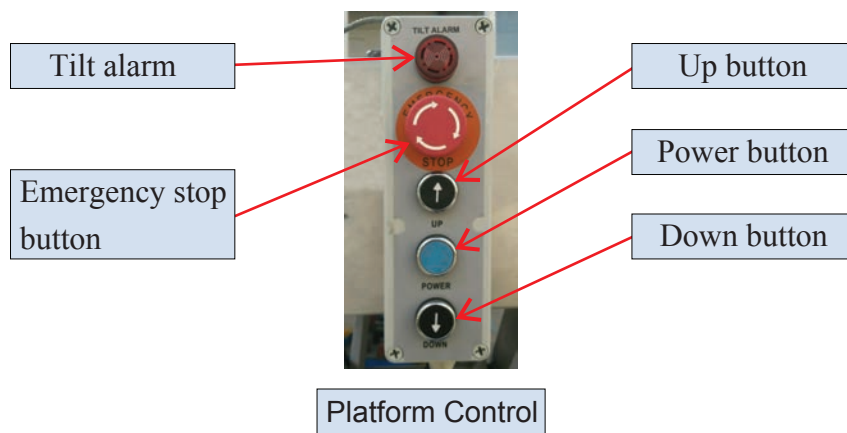 Tilt alarm
Emergency stop
button
TILT ALARM
EMERGENCY
STOP
UP
POWER
DOWN
Up button
Power button
Down button
Platform Control